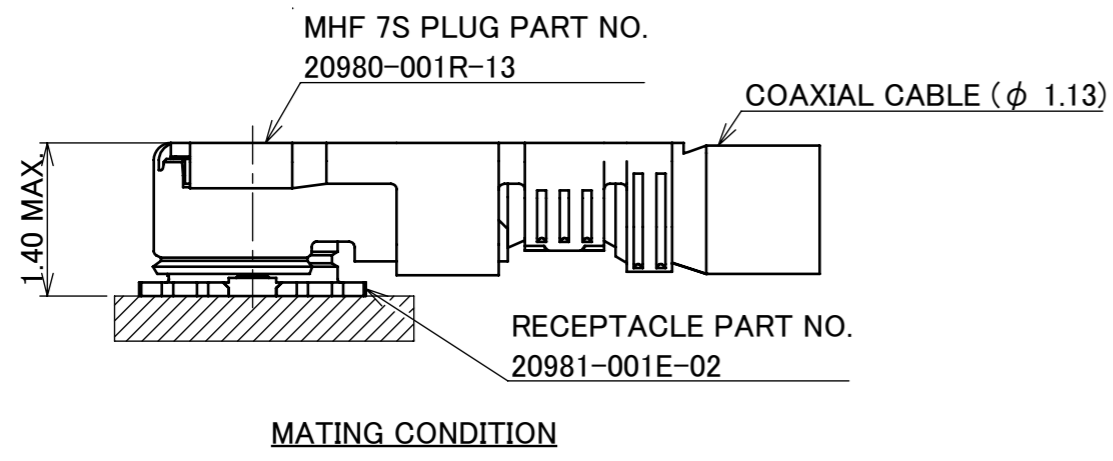 MHF 7S PLUG PART NO.
20980-001R-13
COAXIAL CABLE (φ 1.13)
1.40 MAX.
RECEPTACLE PART NO.
20981-001E-02
MATING CONDITION